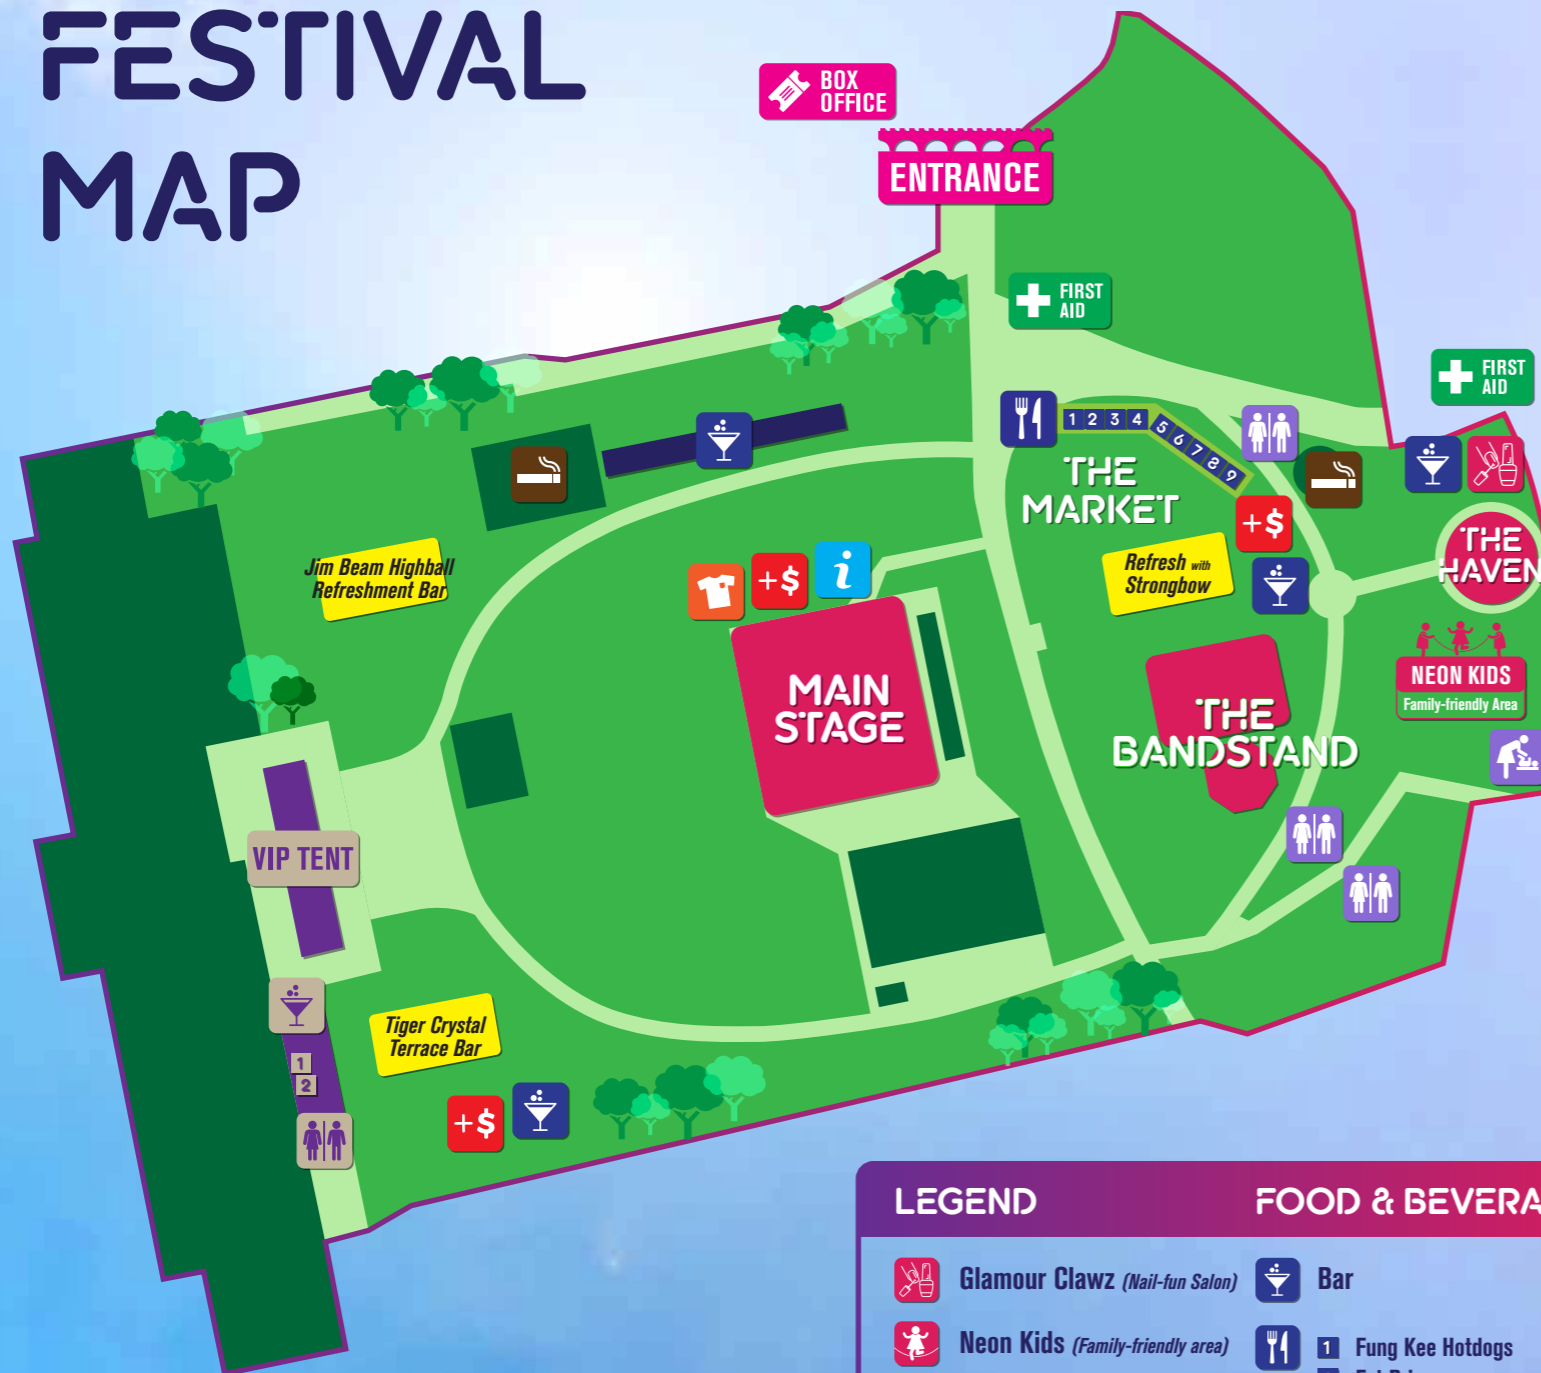 FESTIVAL
MAP
BOX
OFFICE
ENTRANCE
FIRST
AID
FIRST
AID
1 2 3 4 5 6 7 8 9
THE
MARKET
+$
Jim Beam Highball
Refreshment Bar
Refresh with
Strongbow
THE
HAVEN
+$
i
NEON KIDS
Family-friendly Area
MAIN
STAGE
THE
BANDSTAND
VIP TENT
Tiger Crystal
Terrace Bar
1
2
+$
LEGEND
FOOD & BEVERA
Glamour Clawz (Nail-fun Salon)
Bar
Neon Kids (Family-friendly area)
1 Fung Kee Hotdogs